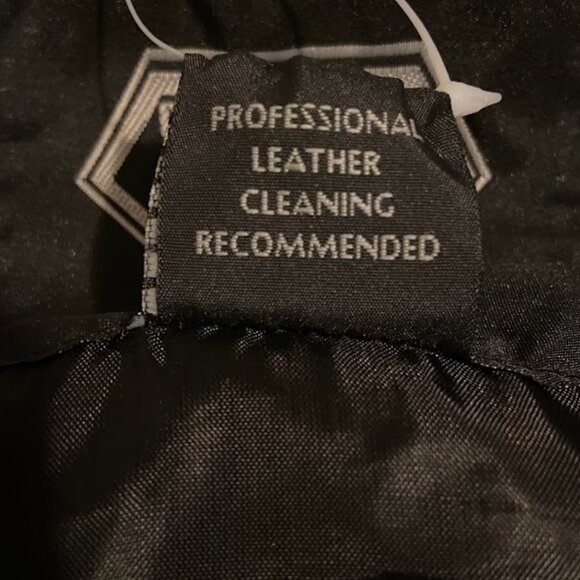 PROFESSIONAL
LEATHER
CLEANING
RECOMMENDED